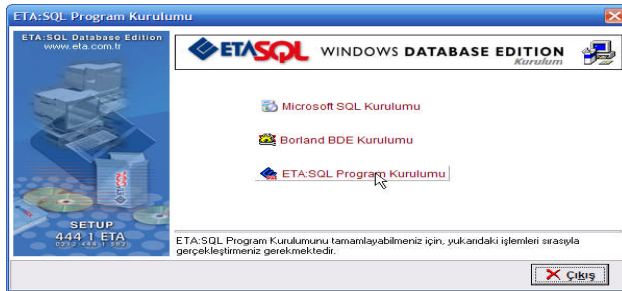 ETA:SQL Program Kurulumu
ETA:SQL Database Edition
www.eta.com.tr
ETASQL WINDOWS DATABASE EDITION
Kurulum
Microsoft SQL Kurulumu
Borland BDE Kurulumu
ETA:SQL Program Kurulumu
SETUP
444 1 ETA
ETA:SQL Program Kurulumunu tamamlayabilmeniz için, yukarıdaki işlemleri sırasıyla
gerçekleştirmeniz gerekmektedir.
Çıkış